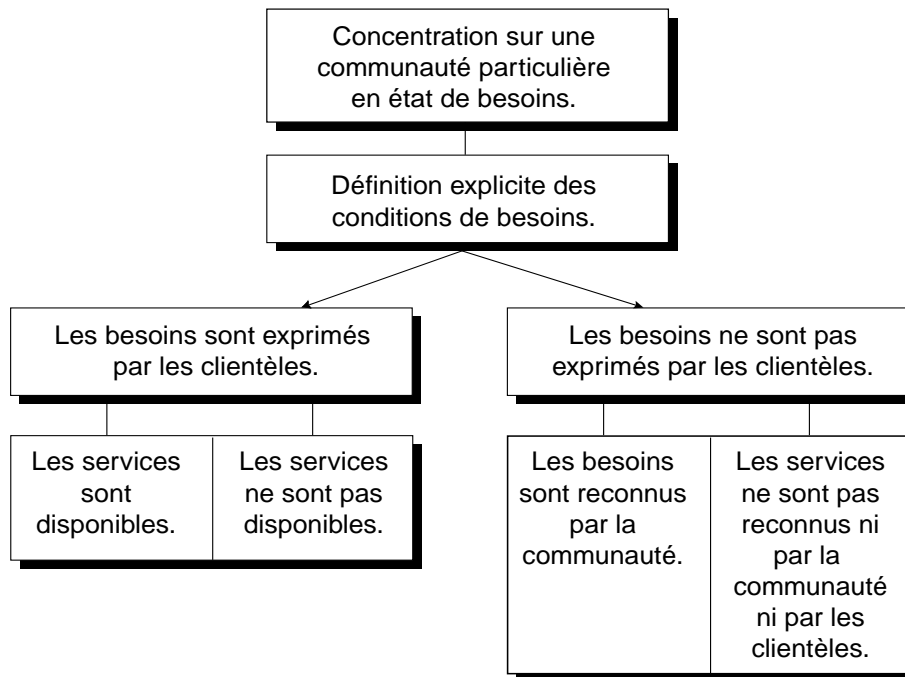 Concentration sur une
communauté particulière
en état de besoins.
Définition explicite des
conditions de besoins.
Les besoins sont exprimés
par les clientèles.
Les besoins ne sont pas
exprimés par les clientèles.
Les services
sont
disponibles.
Les services
ne sont pas
disponibles.
Les besoins
sont reconnus
par la
communauté.
Les services
ne sont pas
reconnus ni
par la
communauté
ni par les
clientèles.